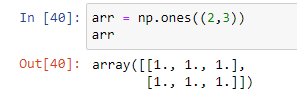 In [40]: arr = np.ones((2,3))
arr
Out[40]: array([[1., 1., 1.],
[1., 1., 1.]])